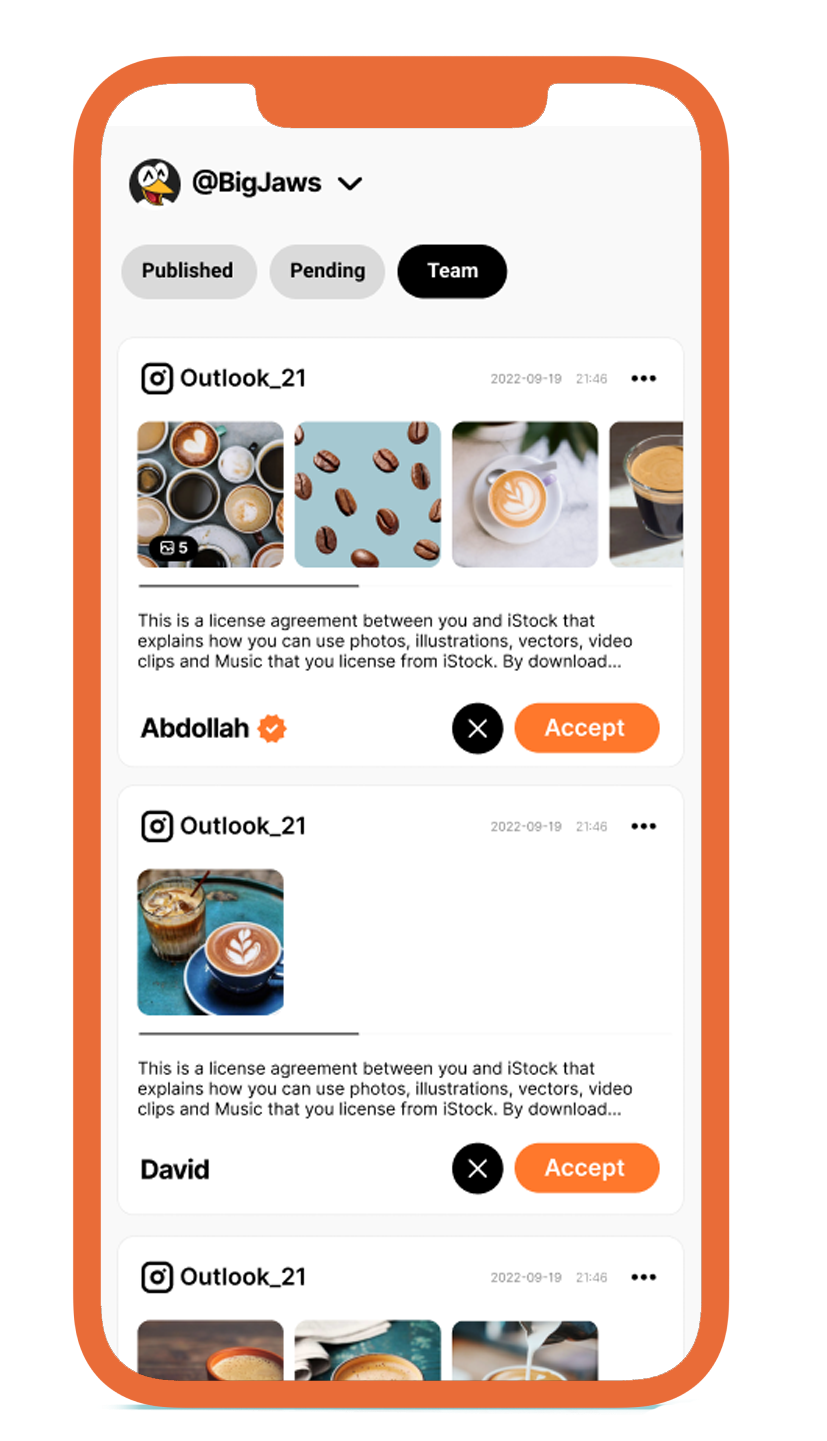 @BigJaws
Published Pending Team
Outlook_21 2022-09-19 21:46
5
This is a license agreement between you and iStock that
explains how you can use photos, illustrations, vectors, video
clips and Music that you license from iStock. By download...
Abdollah Accept
Outlook_21 2022-09-19 21:46
This is a license agreement between you and iStock that
explains how you can use photos, illustrations, vectors, video
clips and Music that you license from iStock. By download...
David Accept
Outlook_21 2022-09-19 21:46